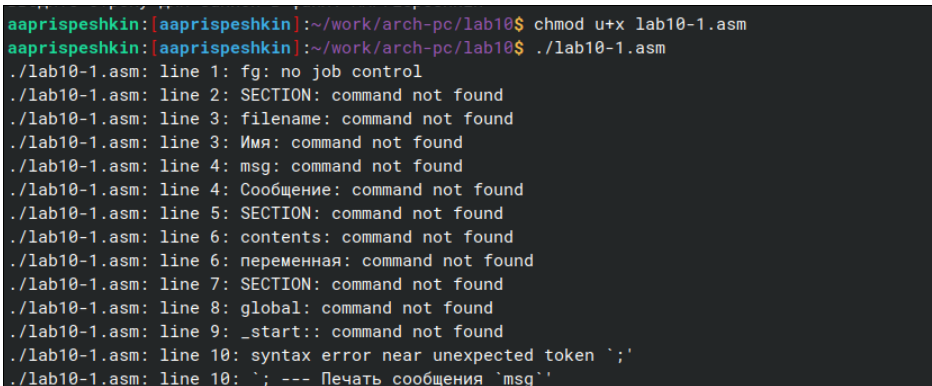 aaprispeshkin:[aaprispeshkin]:~/work/arch-pc/lab10$ chmod u+x lab10-1.asm
aaprispeshkin:[aaprispeshkin]:~/work/arch-pc/lab10$ ./lab10-1.asm
./lab10-1.asm: line 1: fg: no job control
./lab10-1.asm: line 2: SECTION: command not found
./lab10-1.asm: line 3: filename: command not found
./lab10-1.asm: line 3: Имя: command not found
./lab10-1.asm: line 4: msg: command not found
./lab10-1.asm: line 4: Сообщение: command not found
./lab10-1.asm: line 5: SECTION: command not found
./lab10-1.asm: line 6: contents: command not found
./lab10-1.asm: line 6: переменная: command not found
./lab10-1.asm: line 7: SECTION: command not found
./lab10-1.asm: line 8: global: command not found
./lab10-1.asm: line 9: _start:: command not found
./lab10-1.asm: line 10: syntax error near unexpected token `;'
./lab10-1.asm: line 10: `; --- Печать сообщения `msg`'